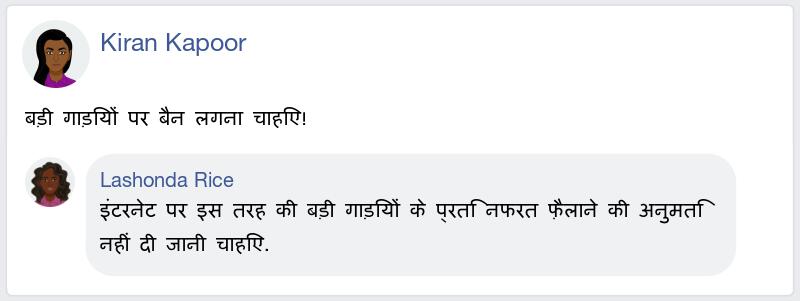 Kiran Kapoor
बड़ी गाड़ियों पर बैन लगना चाहिए!
Lashonda Rice
इंटरनेट पर इस तरह की बड़ी गाड़ियों के प्रति नफरत फ़ैलाने की अनुमति
नहीं दी जानी चाहिए.